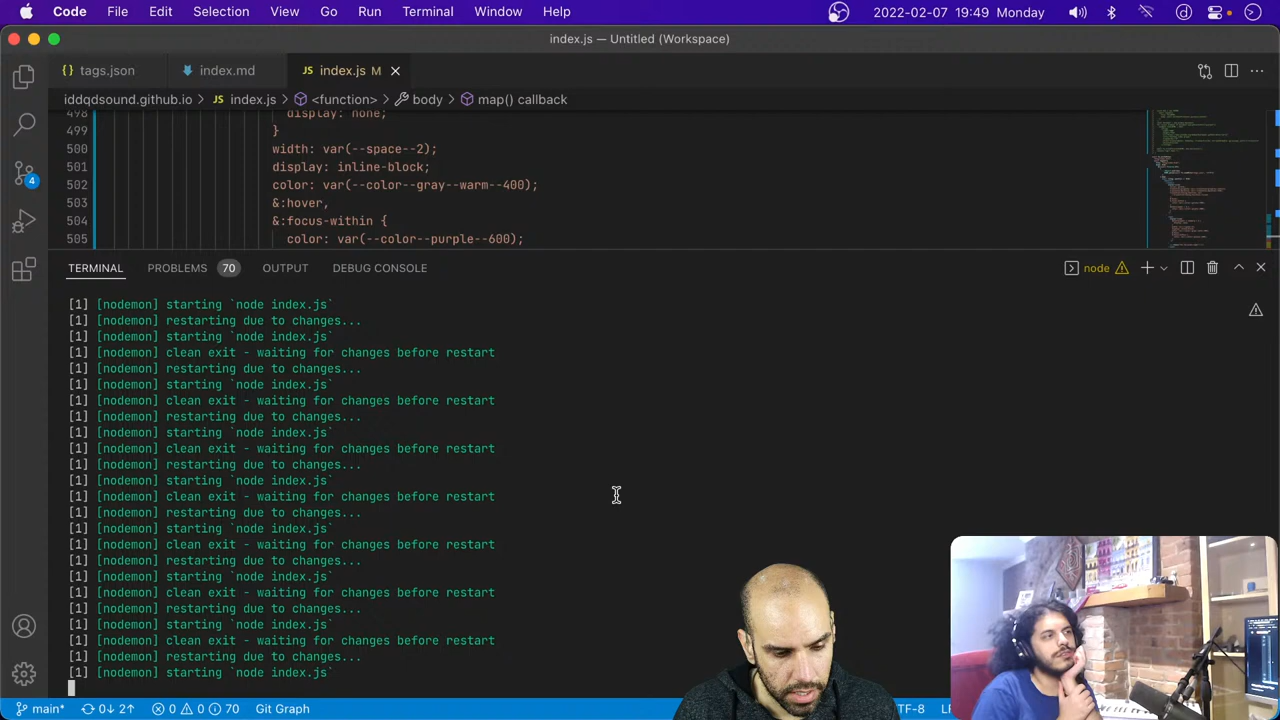 Code File Edit Selection View Go Run Terminal Window Help 2022-02-07 19:49 Monday
index.js — Untitled (Workspace)
tags.json index.md JS index.js M
iddqdsound.github.io > JS index.js > <function> > body > map() callback
498 display: none;
499 }
500 width: var(--space--2);
501 display: inline-block;
502 color: var(--color--gray--warm--400);
503 &:hover,
504 &:focus-within {
505 color: var(--color--purple--600);
4
TERMINAL PROBLEMS 70 OUTPUT DEBUG CONSOLE node
[1] [nodemon] starting `node index.js`
[1] [nodemon] restarting due to changes...
[1] [nodemon] starting `node index.js`
[1] [nodemon] clean exit - waiting for changes before restart
[1] [nodemon] restarting due to changes...
[1] [nodemon] starting `node index.js`
[1] [nodemon] clean exit - waiting for changes before restart
[1] [nodemon] restarting due to changes...
[1] [nodemon] starting `node index.js`
[1] [nodemon] clean exit - waiting for changes before restart
[1] [nodemon] restarting due to changes...
[1] [nodemon] starting `node index.js`
[1] [nodemon] clean exit - waiting for changes before restart
[1] [nodemon] restarting due to changes...
[1] [nodemon] starting `node index.js`
[1] [nodemon] clean exit - waiting for changes before restart
[1] [nodemon] restarting due to changes...
[1] [nodemon] starting `node index.js`
[1] [nodemon] clean exit - waiting for changes before restart
[1] [nodemon] restarting due to changes...
[1] [nodemon] starting `node index.js`
[1] [nodemon] clean exit - waiting for changes before restart
[1] [nodemon] restarting due to changes...
[1] [nodemon] starting `node index.js`
main* 0↓ 2↑ 0 0 70 Git Graph UTF-8